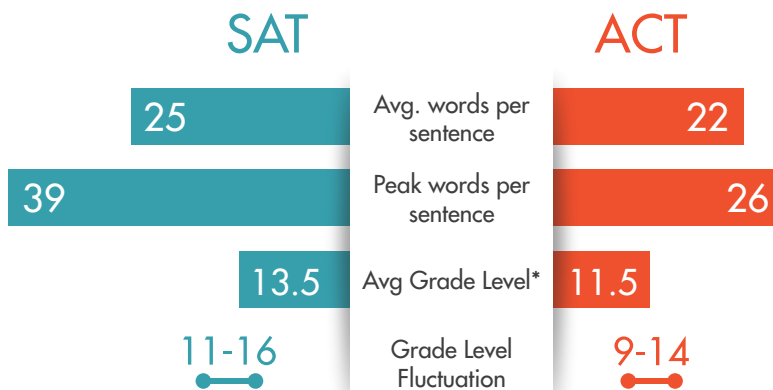 SAT
ACT
25
Avg. words per
sentence
22
39
Peak words per
sentence
26
13.5
Avg Grade Level*
11.5
11-16
Grade Level
Fluctuation
9-14